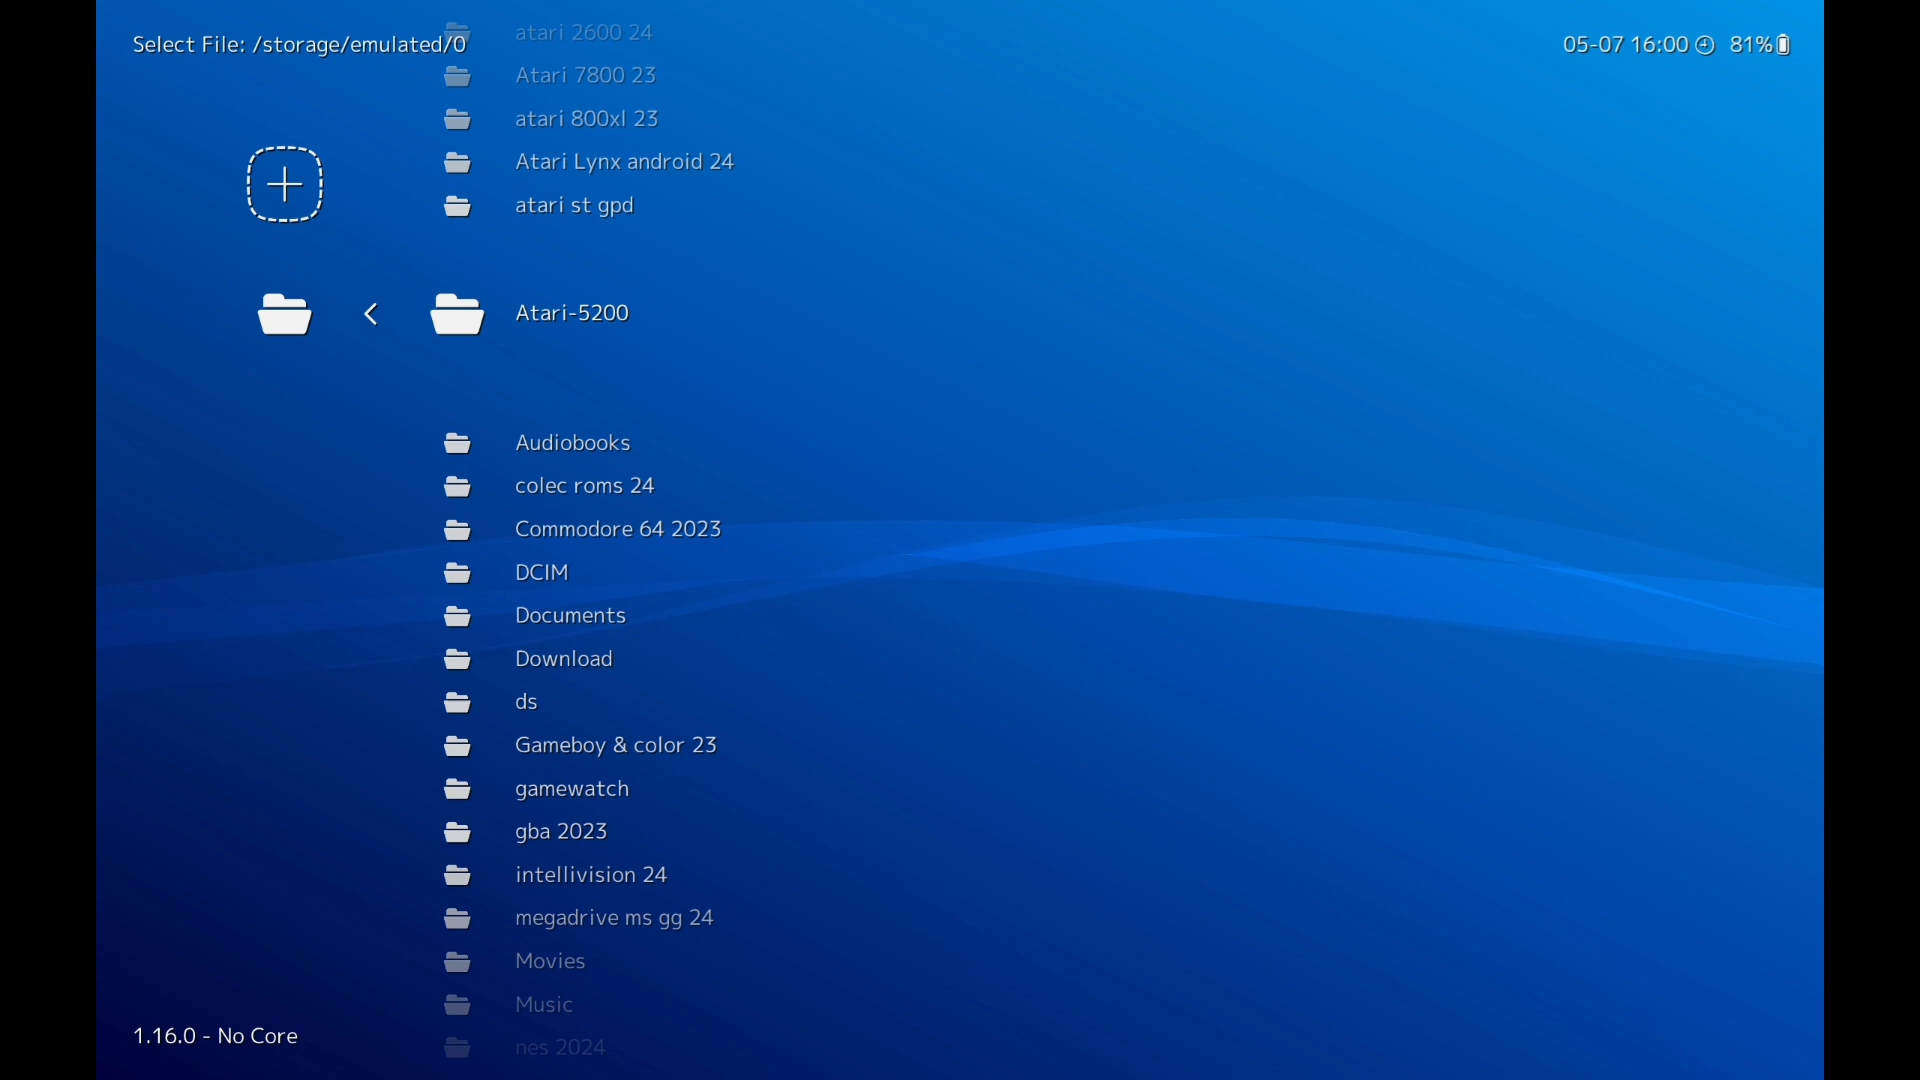 atari 2600 24
Select File: /storage/emulated/0
05-07 16:00 81%
Atari 7800 23
atari 800xl 23
Atari Lynx android 24
atari st gpd
Atari-5200
Audiobooks
colec roms 24
Commodore 64 2023
DCIM
Documents
Download
ds
Gameboy & color 23
gamewatch
gba 2023
intellivision 24
megadrive ms gg 24
Movies
Music
1.16.0 - No Core
nes 2024